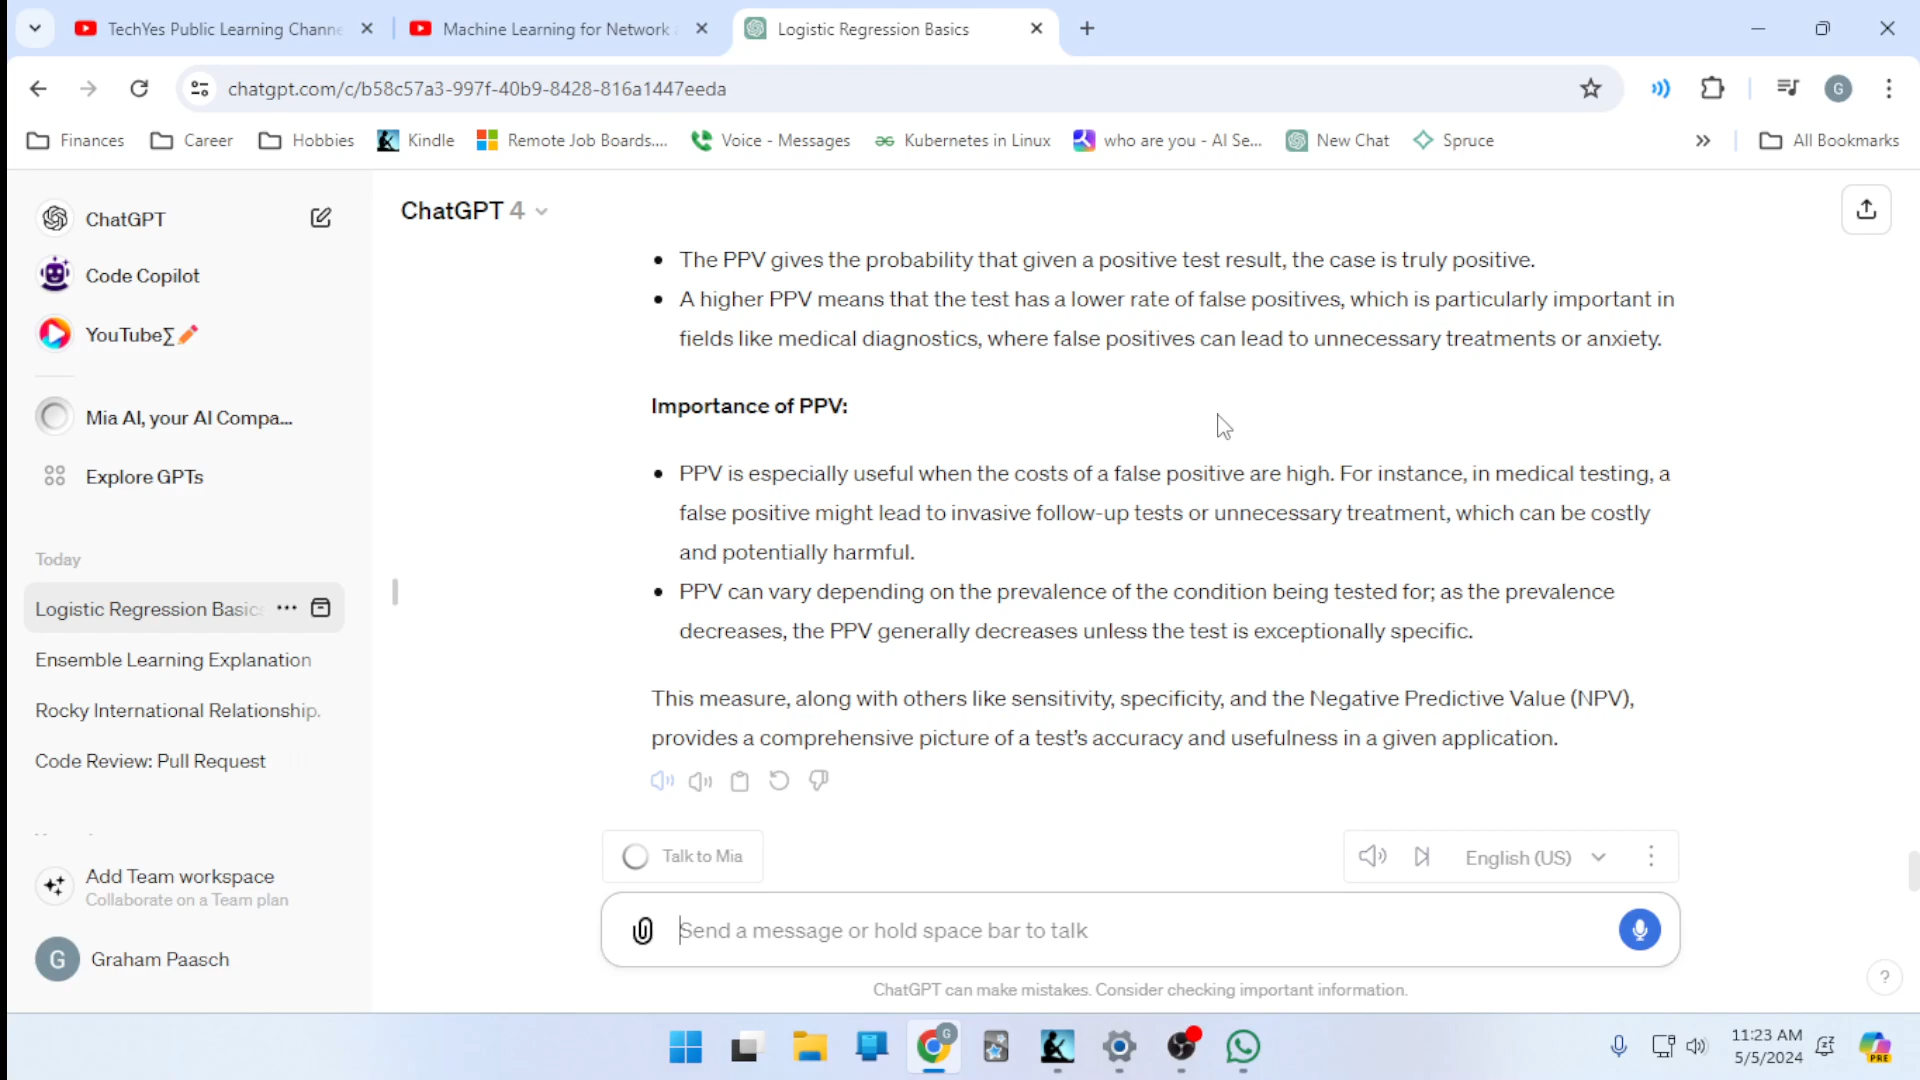 TechYes Public Learning Channe
Machine Learning for Network
Logistic Regression Basics
chatgpt.com/c/b58c57a3-997f-40b9-8428-816a1447eeda
G
Finances
Career
Hobbies
Kindle
Remote Job Boards....
Voice - Messages
Kubernetes in Linux
who are you - AI Se...
New Chat
Spruce
All Bookmarks
ChatGPT
Code Copilot
YouTube∑
Mia AI, your AI Compa...
Explore GPTs
Today
Logistic Regression Basics
Ensemble Learning Explanation
Rocky International Relationship.
Code Review: Pull Request
Add Team workspace
Collaborate on a Team plan
G
Graham Paasch
ChatGPT 4
• The PPV gives the probability that given a positive test result, the case is truly positive.
• A higher PPV means that the test has a lower rate of false positives, which is particularly important in
fields like medical diagnostics, where false positives can lead to unnecessary treatments or anxiety.
Importance of PPV:
• PPV is especially useful when the costs of a false positive are high. For instance, in medical testing, a
false positive might lead to invasive follow-up tests or unnecessary treatment, which can be costly
and potentially harmful.
• PPV can vary depending on the prevalence of the condition being tested for; as the prevalence
decreases, the PPV generally decreases unless the test is exceptionally specific.
This measure, along with others like sensitivity, specificity, and the Negative Predictive Value (NPV),
provides a comprehensive picture of a test's accuracy and usefulness in a given application.
Talk to Mia
English (US)
Send a message or hold space bar to talk
ChatGPT can make mistakes. Consider checking important information.
?
G
11:23 AM
5/5/2024
PRE